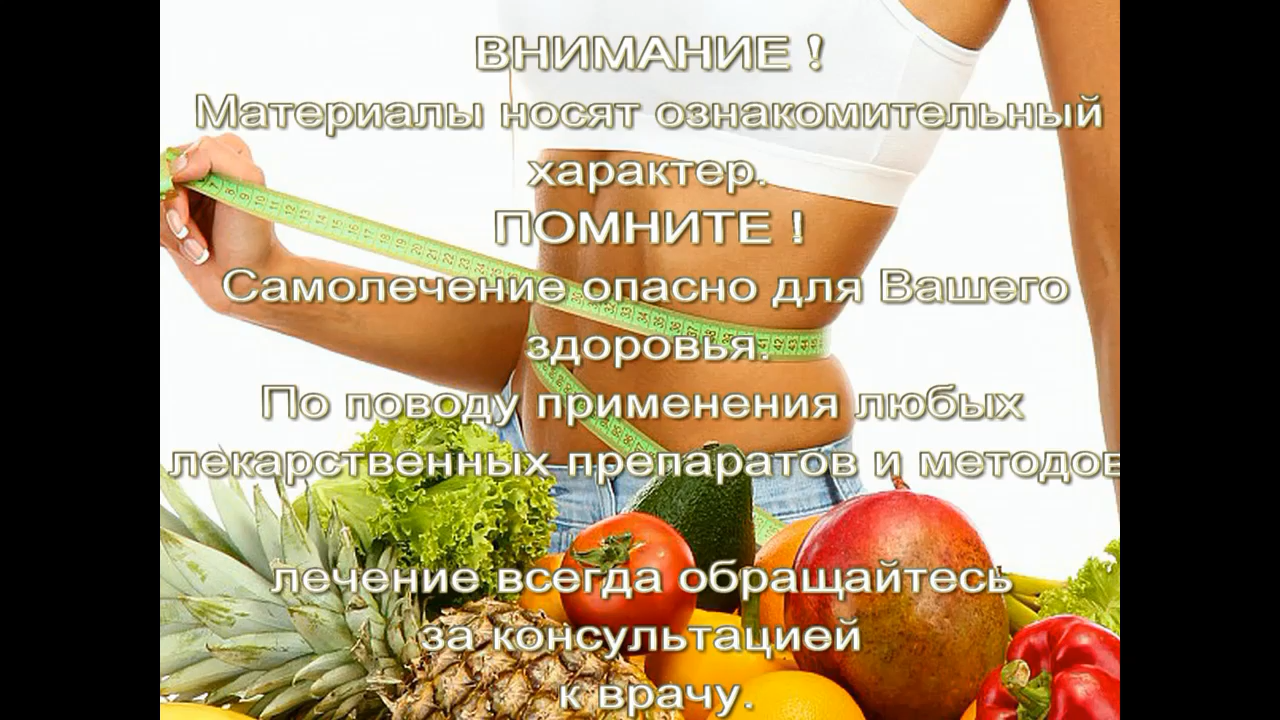 ВНИМАНИЕ !
Материалы носят ознакомительный
характер.
ПОМНИТЕ !
Самолечение опасно для Вашего
здоровья.
По поводу применения любых
лекарственных препаратов и методов
лечение всегда обращайтесь
за консультацией
к врачу.